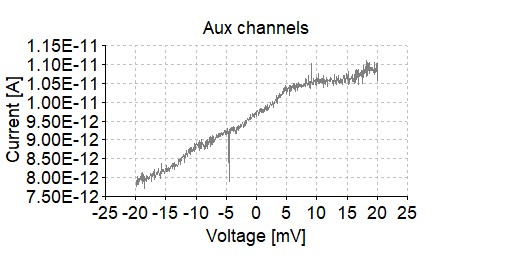 Aux channels
1.15E-11
1.10E-11
1.05E-11
1.00E-11
9.50E-12
9.00E-12
8.50E-12
8.00E-12
7.50E-12
Current [A]
-25 -20 -15 -10 -5 0 5 10 15 20 25
Voltage [mV]